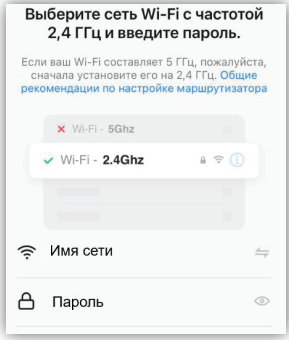 Выберите сеть Wi-Fi с частотой
2,4 ГГц и введите пароль.
Если ваш Wi-Fi составляет 5 ГГц, пожалуйста,
сначала установите его на 2,4 ГГц. Общие
рекомендации по настройке маршрутизатора
Wi-Fi - 5Ghz
Wi-Fi - 2.4Ghz
Имя сети
Пароль